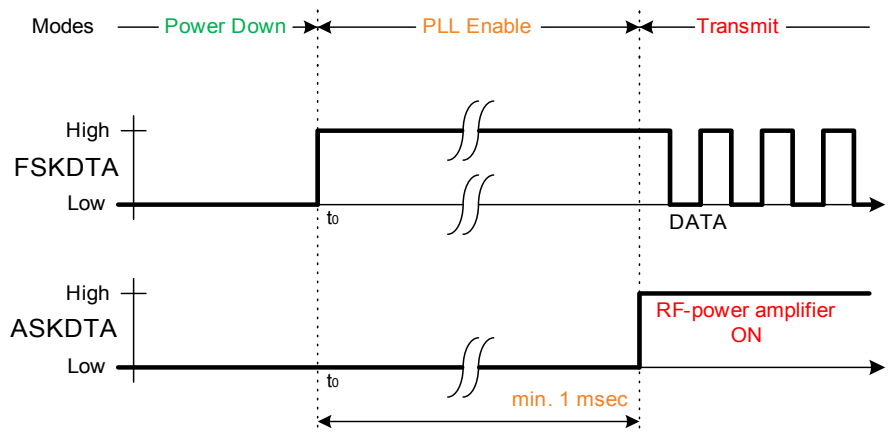 Modes
Power Down
PLL Enable
Transmit
High
FSKDTA
Low
t0
DATA
High
ASKDTA
RF-power amplifier
ON
Low
t0
min. 1 msec